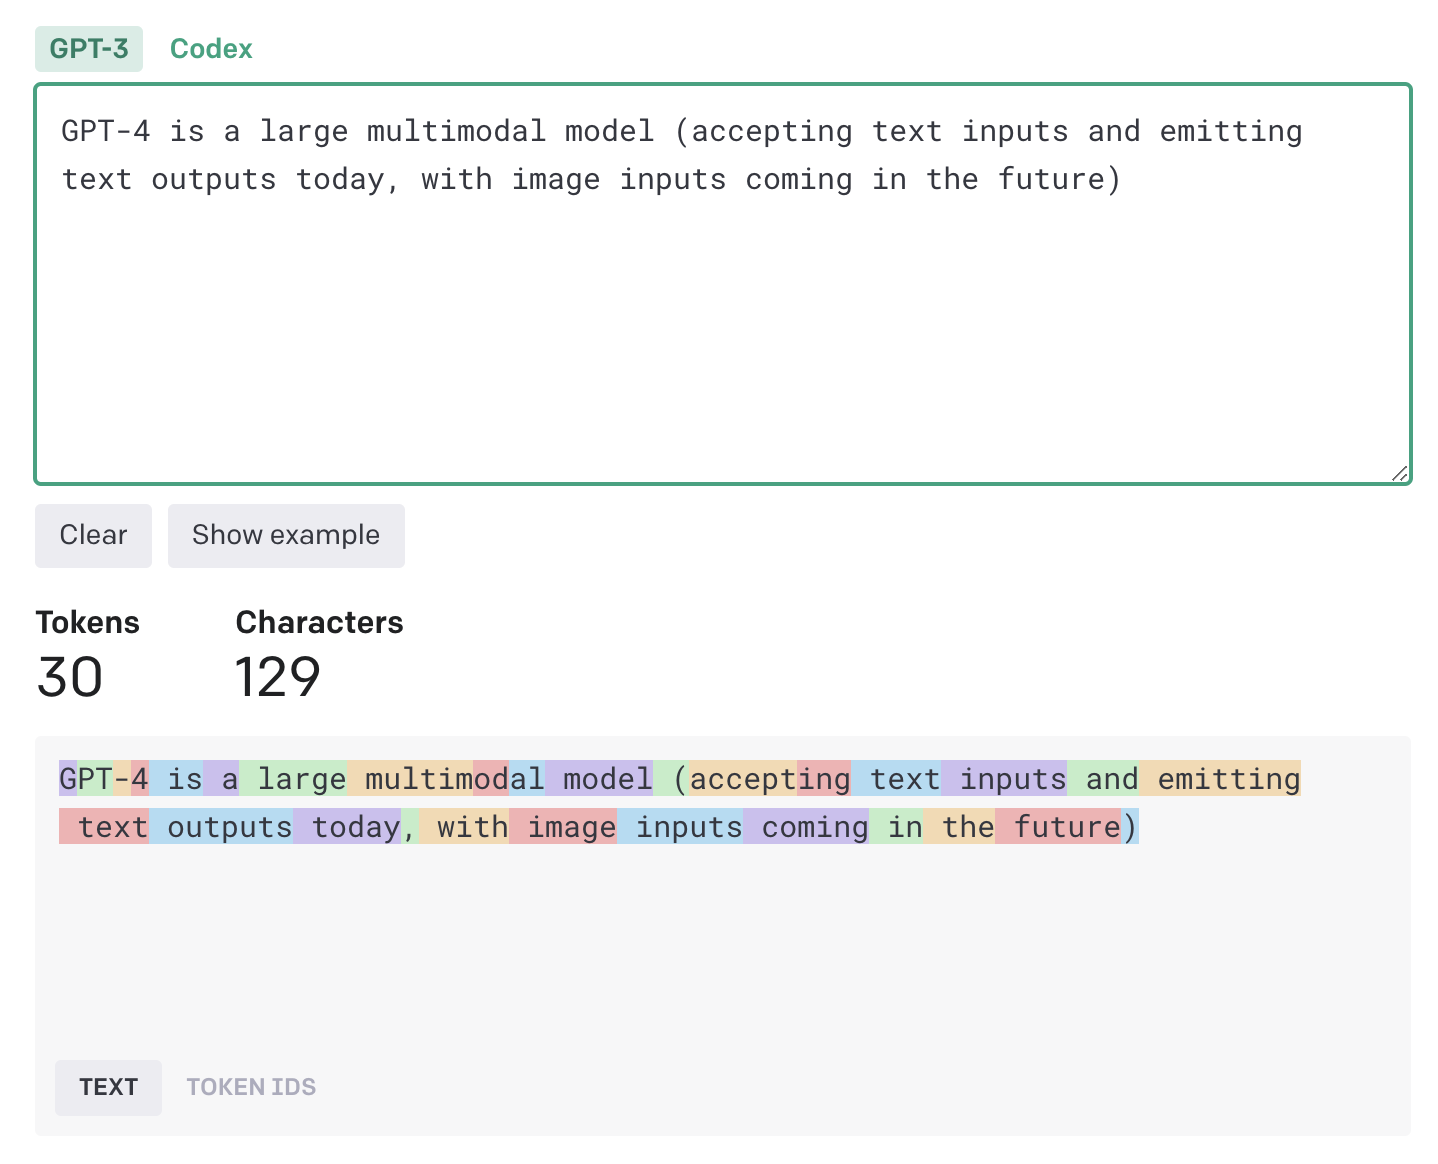 GPT-3 Codex
GPT-4 is a large multimodal model (accepting text inputs and emitting
text outputs today, with image inputs coming in the future)
Clear Show example
Tokens Characters
30 129
GPT-4 is a large multimodal model (accepting text inputs and emitting
text outputs today, with image inputs coming in the future)
TEXT TOKEN IDS